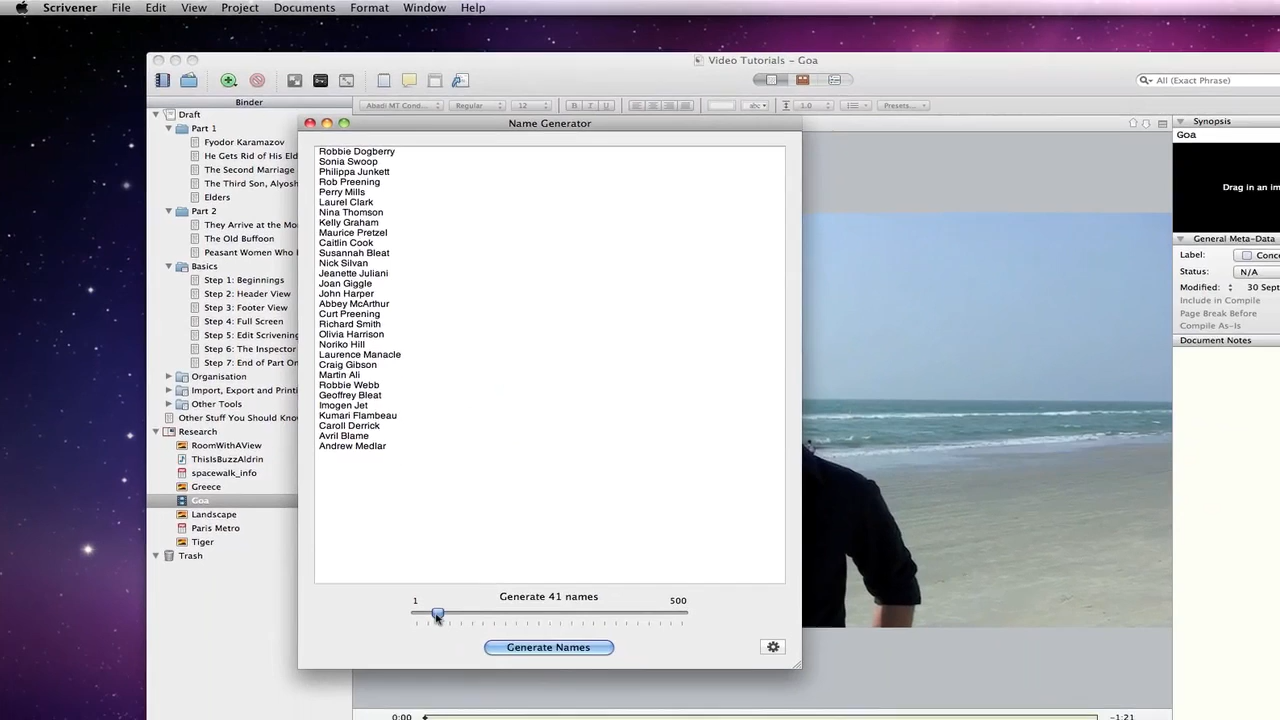 Scrivener File Edit View Project Documents Format Window Help
Video Tutorials – Goa
All (Exact Phrase)
Binder
Abadi MT Cond... Regular 12 B I U abc 1.0 Presets...
Draft
Part 1
Fyodor Karamazov
He Gets Rid of His Eld
The Second Marriage
The Third Son, Alyosh
Elders
Part 2
They Arrive at the Mo
The Old Buffoon
Peasant Women Who
Basics
Step 1: Beginnings
Step 2: Header View
Step 3: Footer View
Step 4: Full Screen
Step 5: Edit Scrivening
Step 6: The Inspector
Step 7: End of Part On
Organisation
Import, Export and Printi
Other Tools
Other Stuff You Should Know
Research
RoomWithAView
ThisIsBuzzAldrin
spacewalk_info
Greece
Goa
Landscape
Paris Metro
Tiger
Trash
Name Generator
Robbie Dogberry
Sonia Swoop
Philippa Junkett
Rob Preening
Perry Mills
Laurel Clark
Nina Thomson
Kelly Graham
Maurice Pretzel
Caitlin Cook
Susannah Bleat
Nick Silvan
Jeanette Juliani
Joan Giggle
John Harper
Abbey McArthur
Curt Preening
Richard Smith
Olivia Harrison
Noriko Hill
Laurence Manacle
Craig Gibson
Martin Ali
Robbie Webb
Geoffrey Bleat
Imogen Jet
Kumari Flambeau
Caroll Derrick
Avril Blame
Andrew Medlar
Generate 41 names
1 500
Generate Names
Synopsis
Goa
Drag in an im
General Meta-Data
Label: Conc
Status: N/A
Modified: 30 Sept
Include in Compile
Page Break Before
Compile As-Is
Document Notes
0:00 -1:21